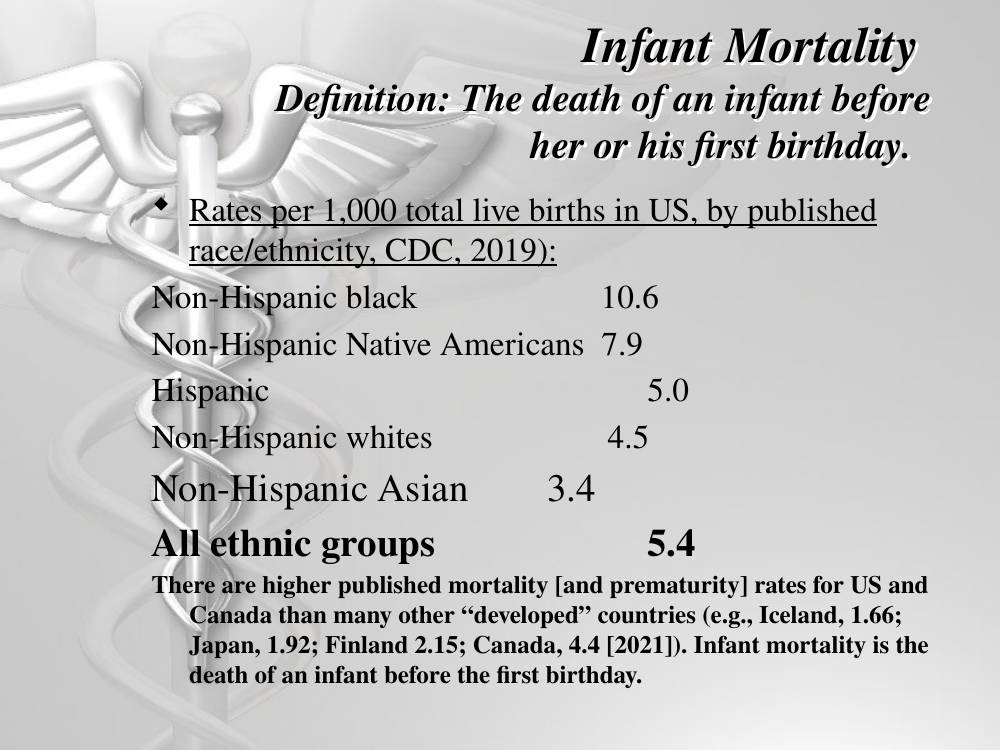 Infant Mortality
Definition: The death of an infant before
her or his first birthday.
◆ Rates per 1,000 total live births in US, by published
race/ethnicity, CDC, 2019):
Non-Hispanic black 10.6
Non-Hispanic Native Americans 7.9
Hispanic 5.0
Non-Hispanic whites 4.5
Non-Hispanic Asian 3.4
All ethnic groups 5.4
There are higher published mortality [and prematurity] rates for US and
Canada than many other “developed” countries (e.g., Iceland, 1.66;
Japan, 1.92; Finland 2.15; Canada, 4.4 [2021]). Infant mortality is the
death of an infant before the first birthday.